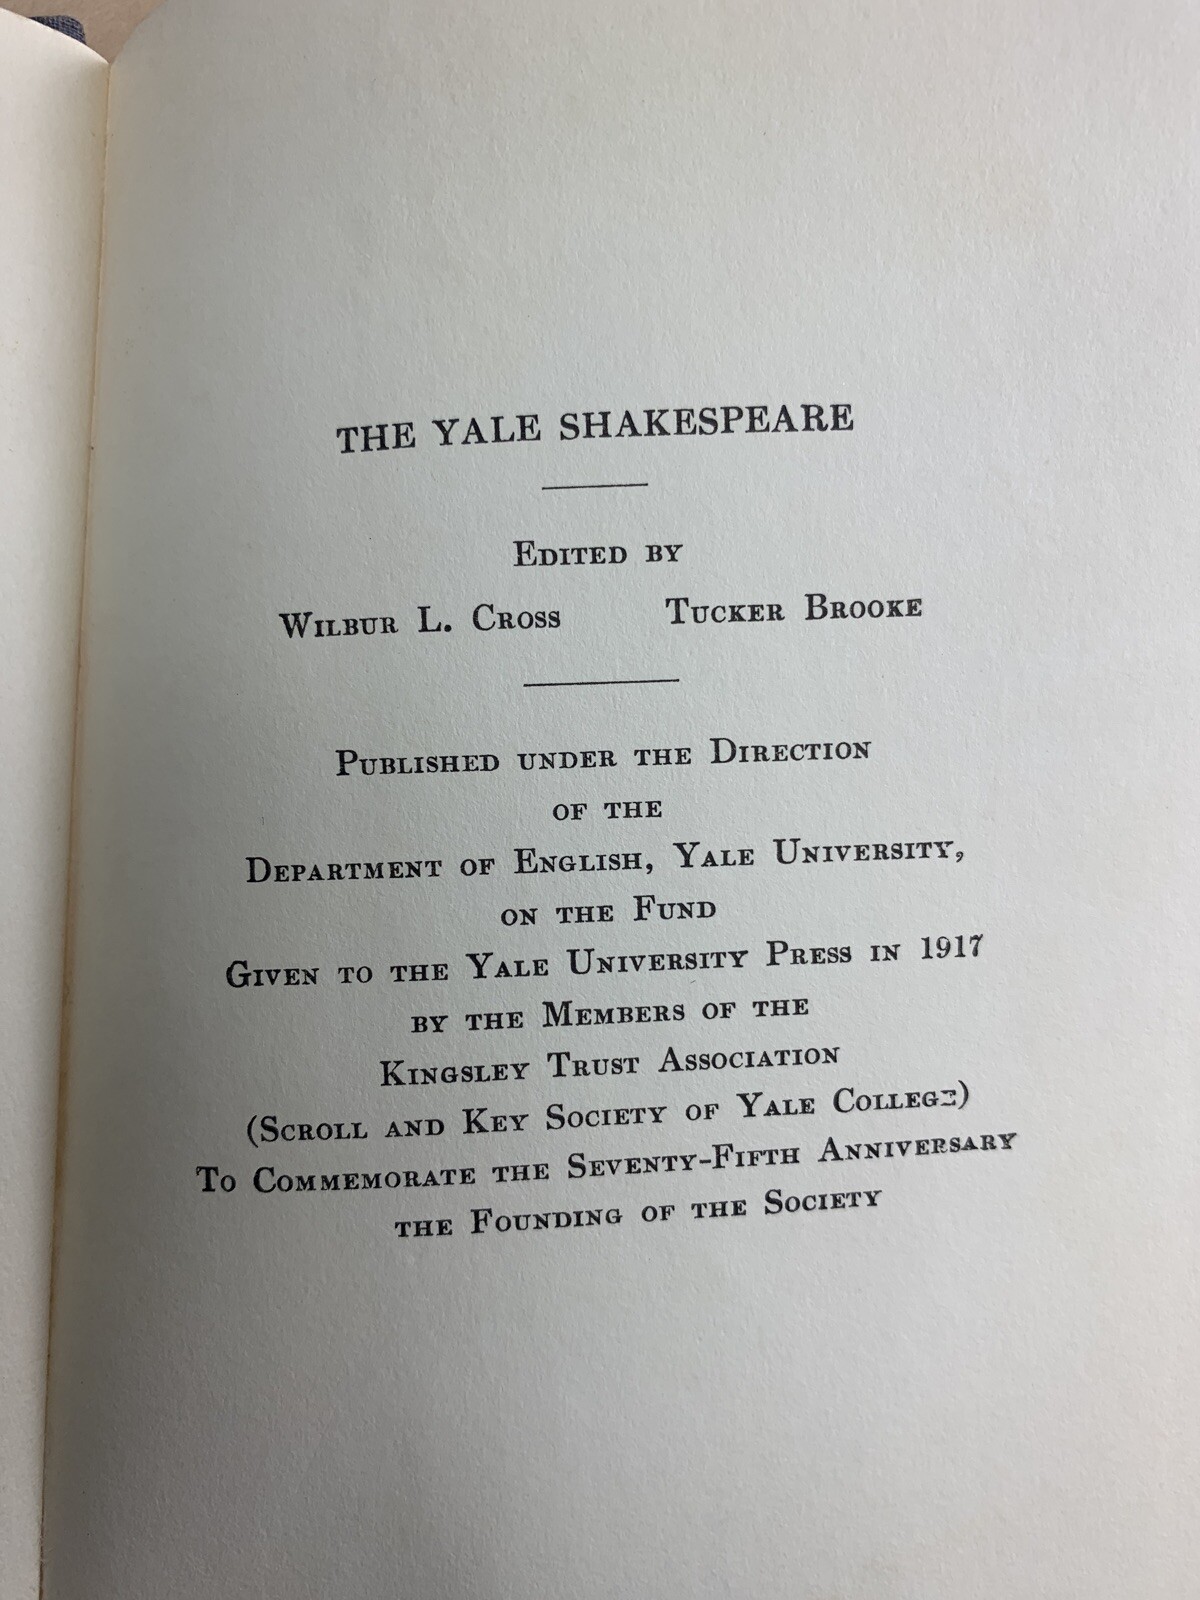 THE YALE SHAKESPEARE
EDITED BY
WILBUR L. CROSS TUCKER BROOKE
PUBLISHED UNDER THE DIRECTION
OF THE
DEPARTMENT OF ENGLISH, YALE UNIVERSITY,
ON THE FUND
GIVEN TO THE YALE UNIVERSITY PRESS IN 1917
BY THE MEMBERS OF THE
KINGSLEY TRUST ASSOCIATION
(SCROLL AND KEY SOCIETY OF YALE COLLEGE)
TO COMMEMORATE THE SEVENTY-FIFTH ANNIVERSARY
THE FOUNDING OF THE SOCIETY